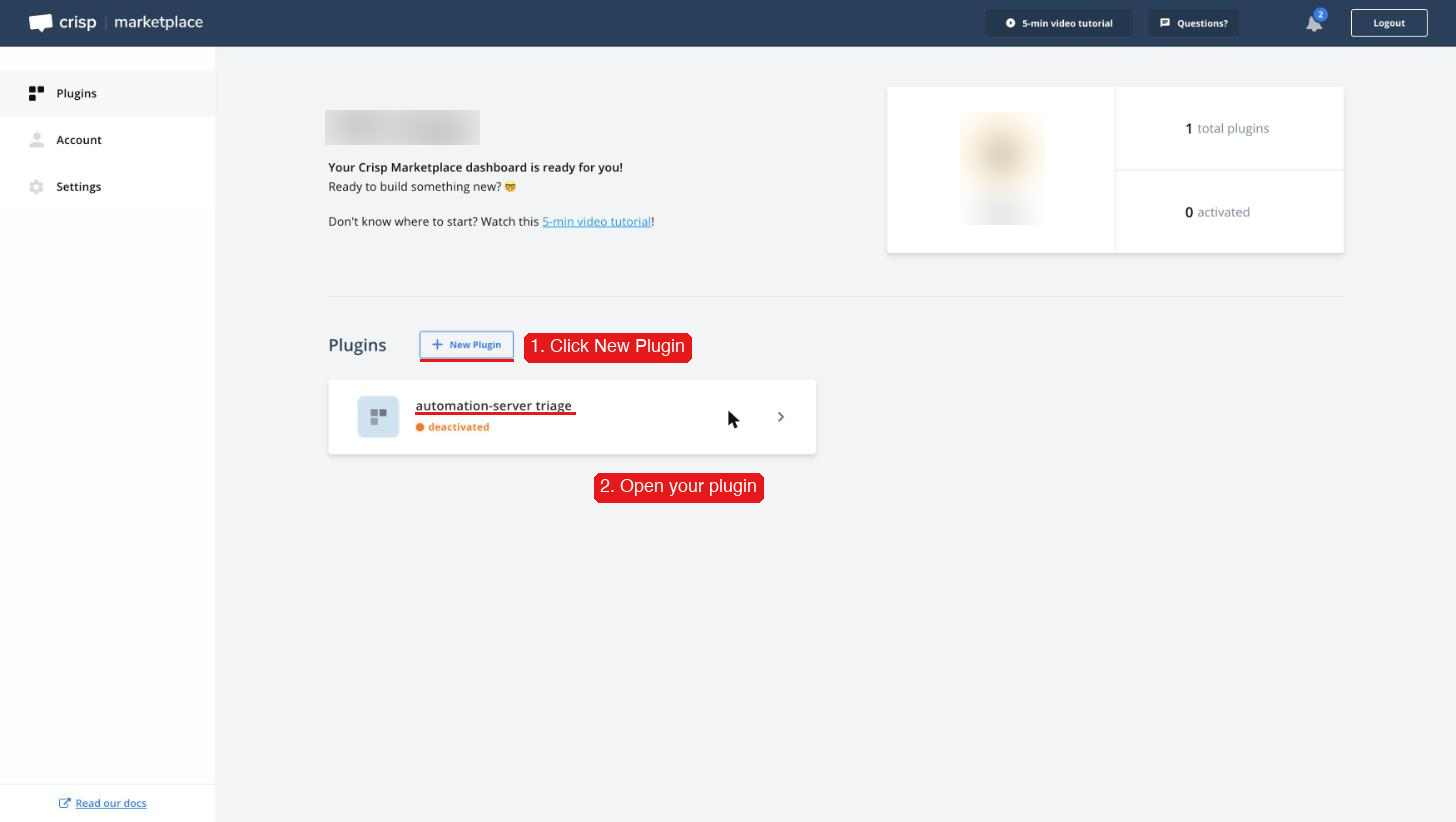 crisp | marketplace
5-min video tutorial
Questions?
2
Logout
Plugins
Account
Settings
Your Crisp Marketplace dashboard is ready for you!
Ready to build something new? 🤓
Don't know where to start? Watch this 5-min video tutorial!
1 total plugins
0 activated
Plugins
+ New Plugin
1. Click New Plugin
automation-server triage
deactivated
2. Open your plugin
Read our docs